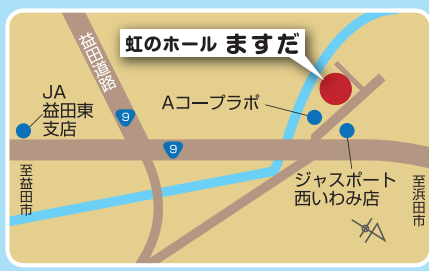 虹のホール ますだ
益田道路
JA
益田東
支店
Aコープラポ
9
9
ジャスポート
西いわみ店
至益田市
至浜田市